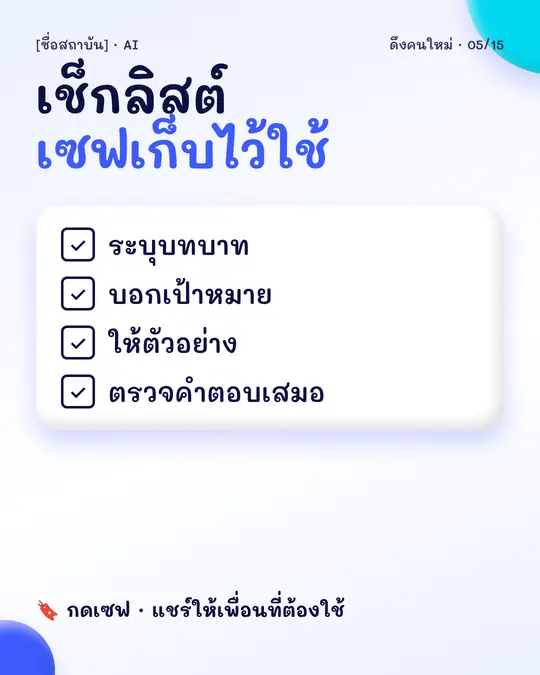 [ชื่อสถาบัน] · AI
ดึงคนใหม่ · 05/15
เช็กลิสต์
เซฟเก็บไว้ใช้
ระบุบทบาท
บอกเป้าหมาย
ให้ตัวอย่าง
ตรวจคำตอบเสมอ
กดเซฟ · แชร์ให้เพื่อนที่ต้องใช้